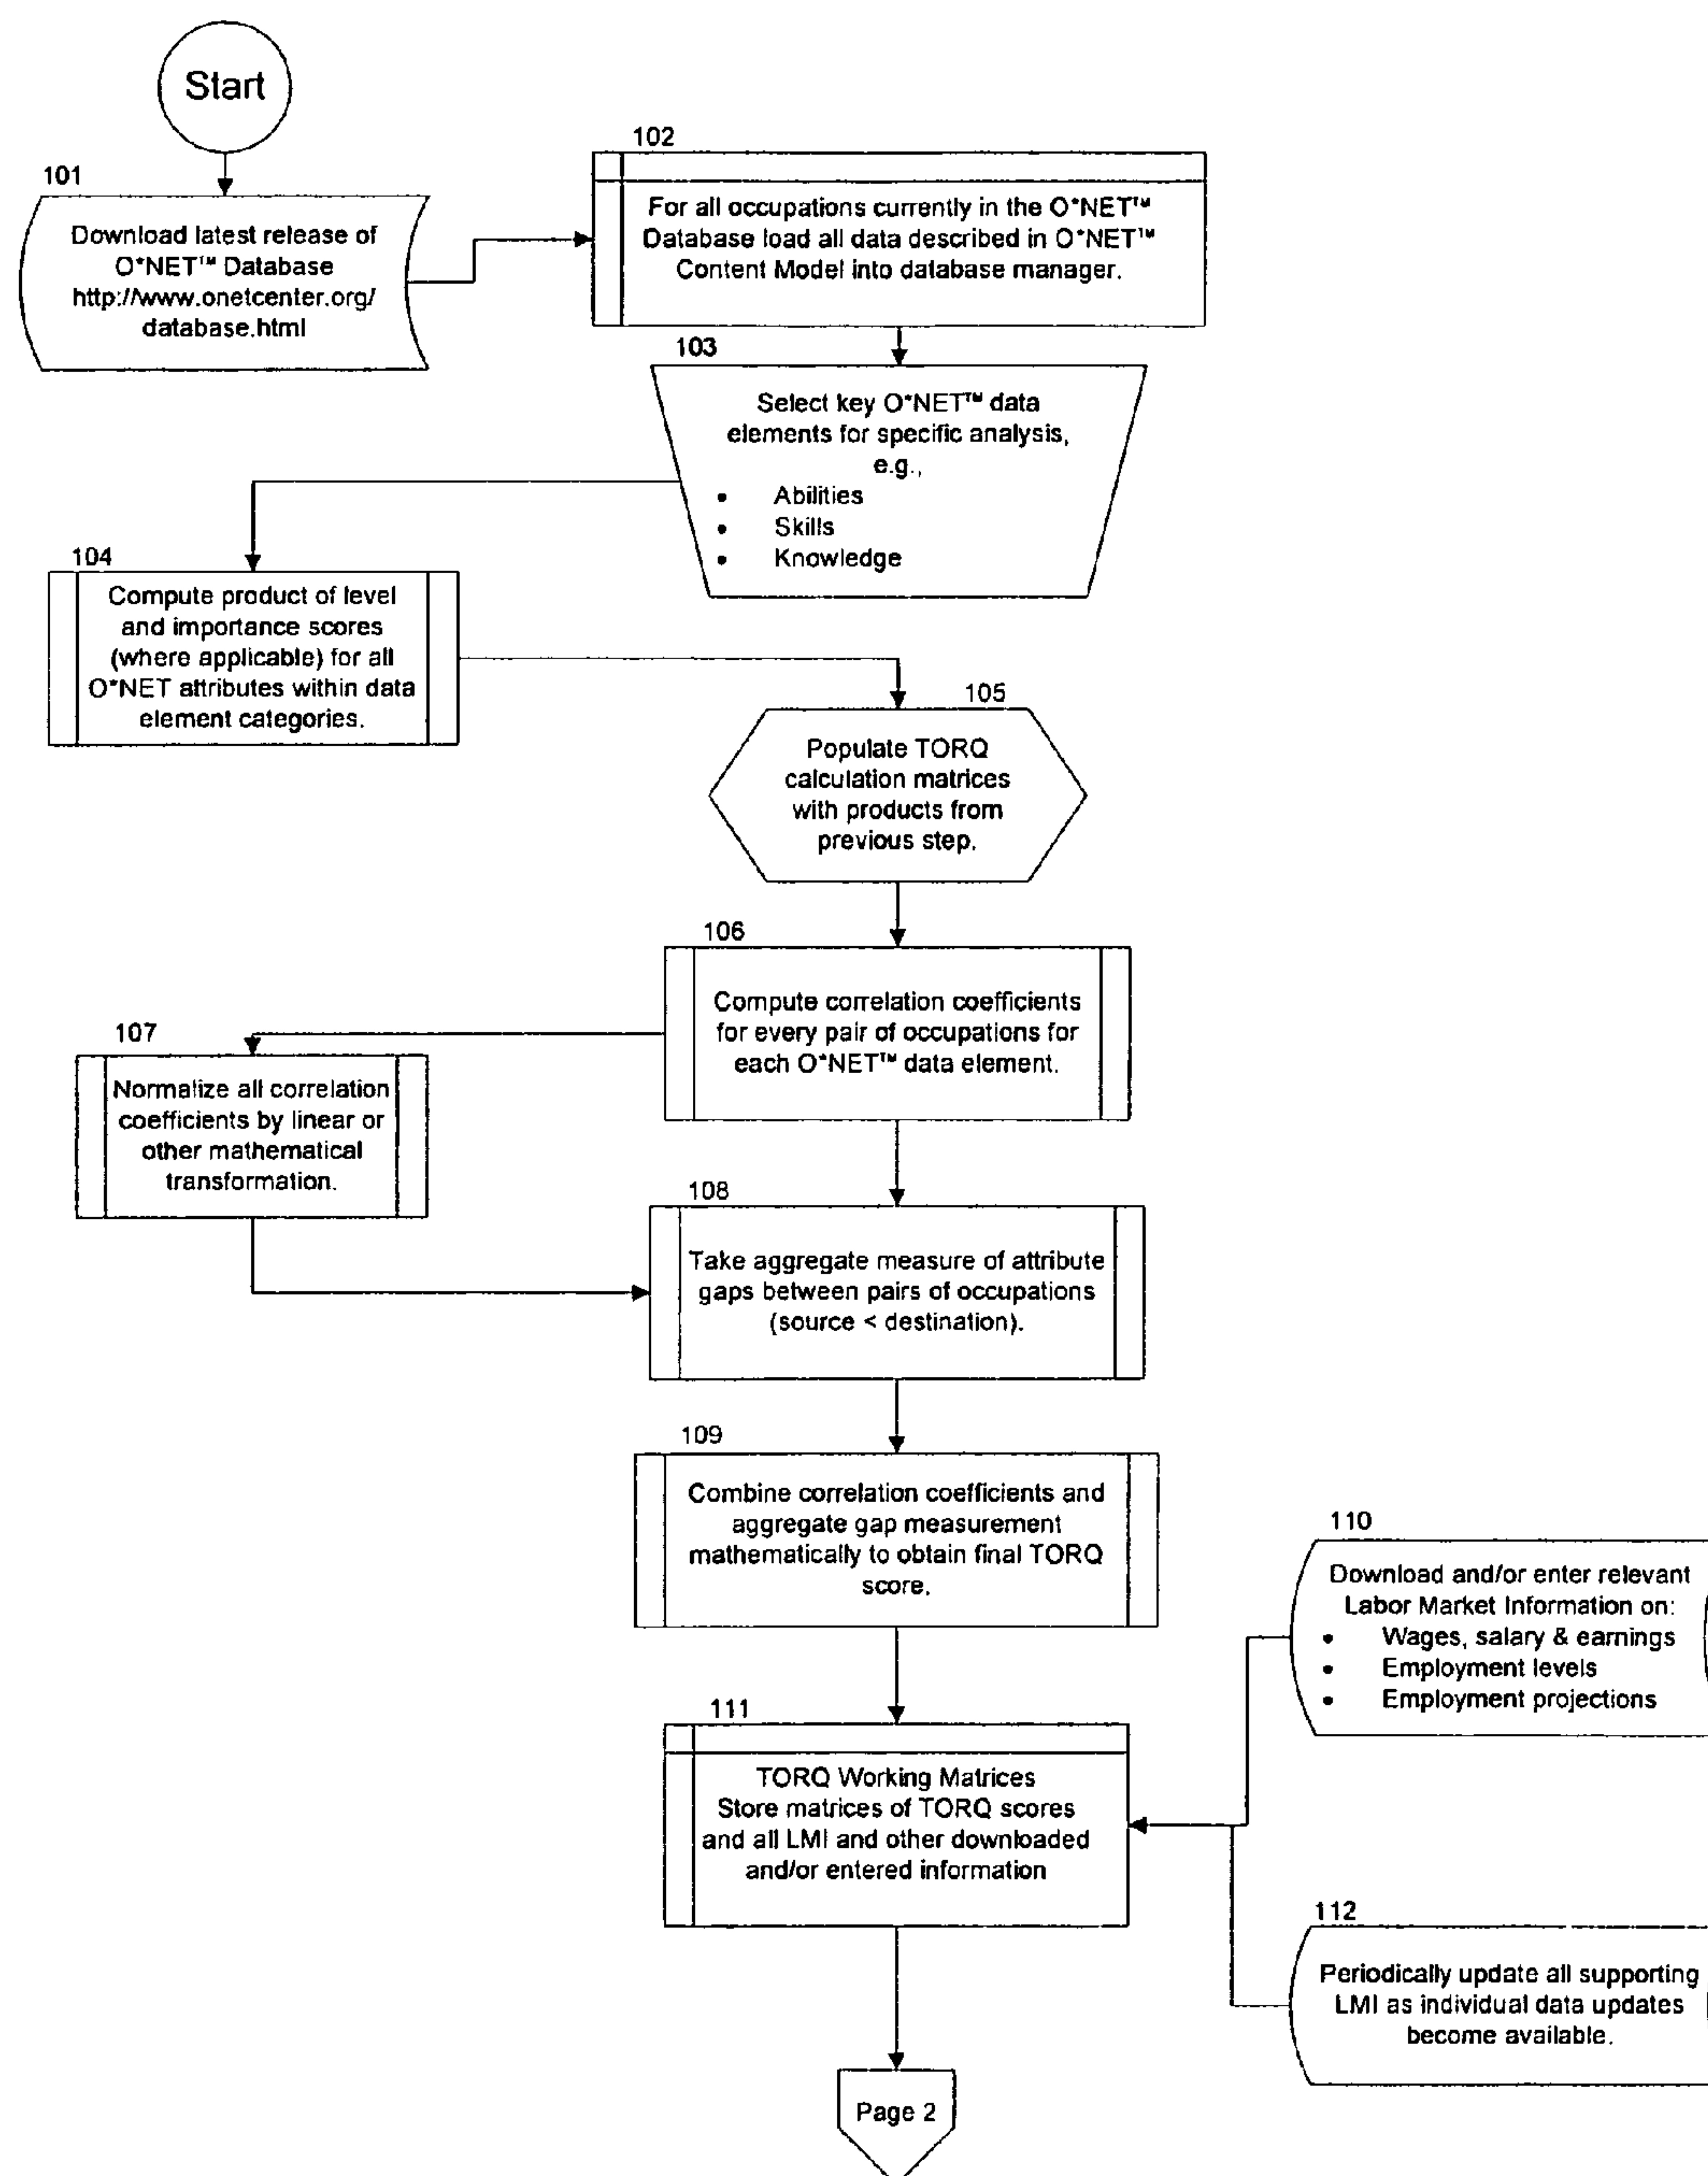 Start
101
Download latest release of
O*NET™ Database
http://www.onetcenter.org/
database.html
102
For all occupations currently in the O*NET™
Database load all data described in O*NET™
Content Model into database manager.
103
Select key O*NET™ data
elements for specific analysis,
e.g.,
• Abilities
• Skills
• Knowledge
104
Compute product of level
and importance scores
(where applicable) for all
O*NET attributes within data
element categories.
105
Populate TORQ
calculation matrices
with products from
previous step.
106
Compute correlation coefficients
for every pair of occupations for
each O*NET™ data element.
107
Normalize all correlation
coefficients by linear or
other mathematical
transformation.
108
Take aggregate measure of attribute
gaps between pairs of occupations
(source < destination).
109
Combine correlation coefficients and
aggregate gap measurement
mathematically to obtain final TORQ
score.
110
Download and/or enter relevant
Labor Market Information on:
• Wages, salary & earnings
• Employment levels
• Employment projections
111
TORQ Working Matrices
Store matrices of TORQ scores
and all LMI and other downloaded
and/or entered information
112
Periodically update all supporting
LMI as individual data updates
become available.
Page 2